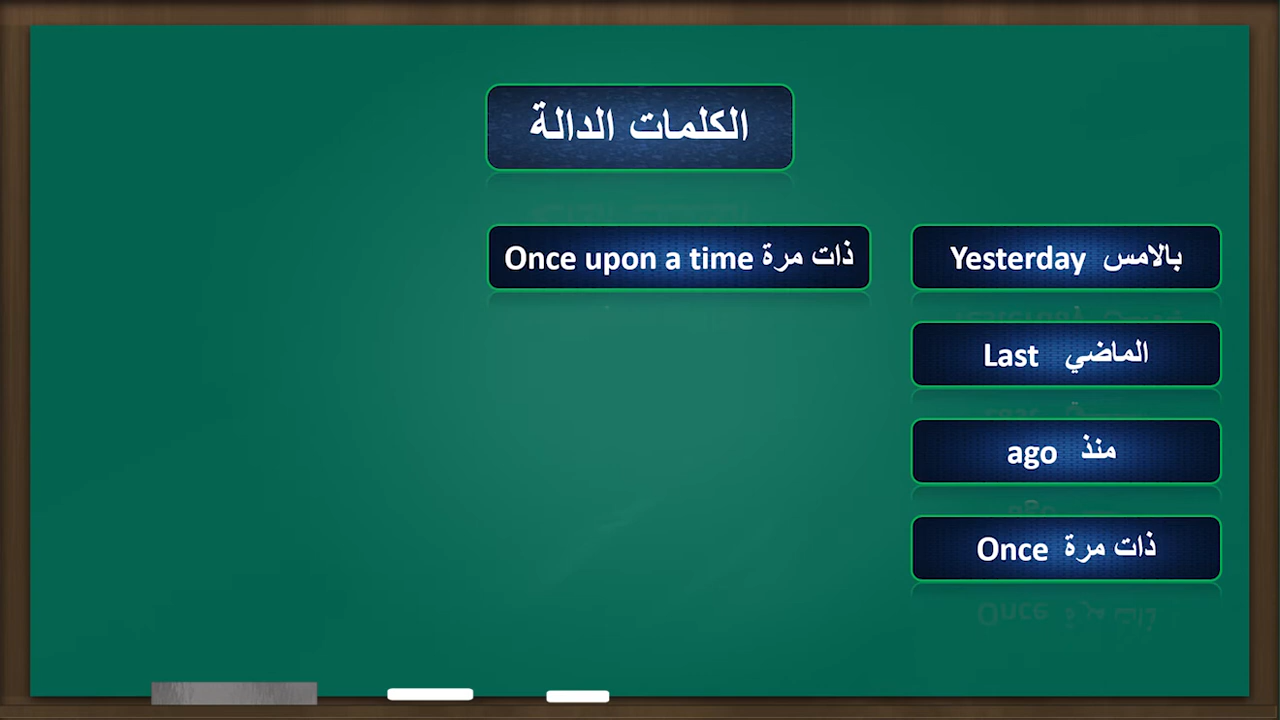 الكلمات الدالة
بالامس Yesterday
الماضي Last
منذ ago
ذات مرة Once
ذات مرة Once upon a time